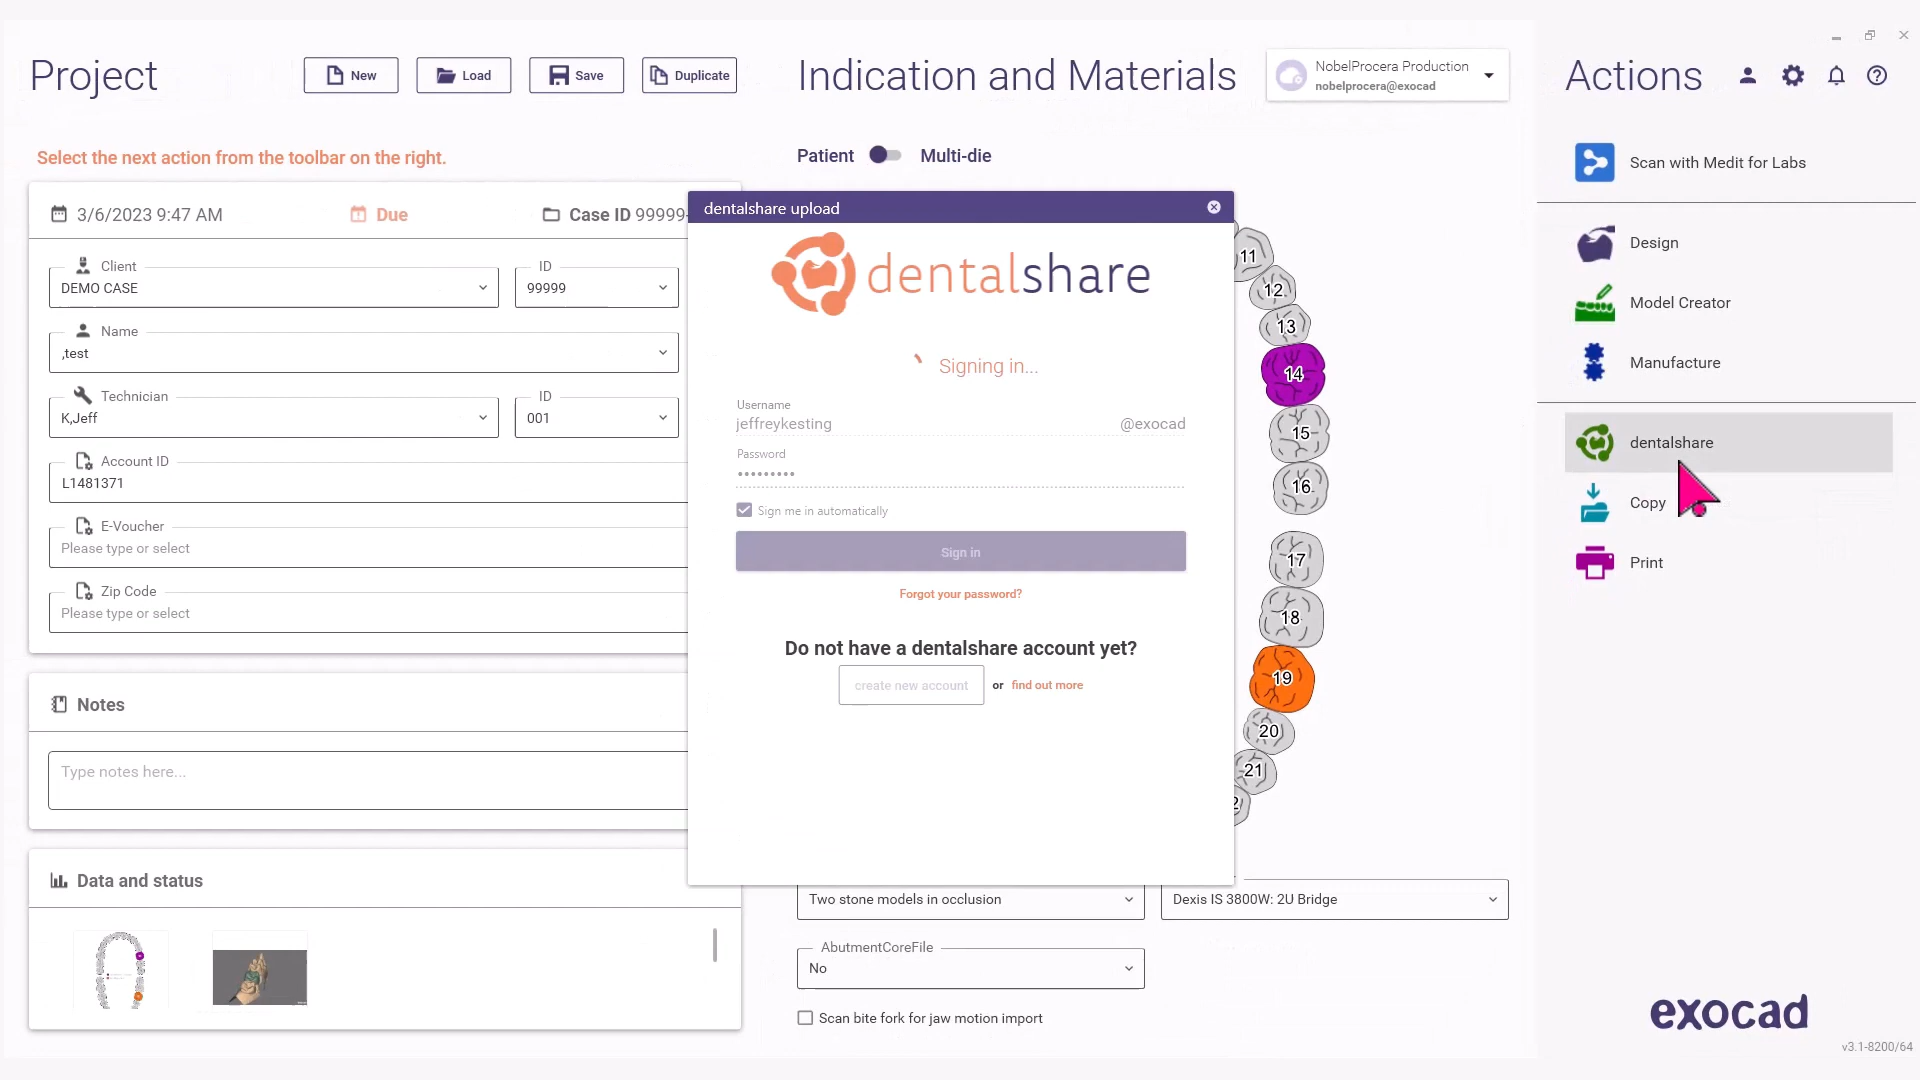 Project
New
Load
Save
Duplicate
Indication and Materials
NobelProcera Production
nobelprocera@exocad
Actions
Select the next action from the toolbar on the right.
Patient
Multi-die
Scan with Medit for Labs
3/6/2023 9:47 AM
Due
Case ID 99999-
dentalshare upload
dentalshare
Design
Model Creator
Manufacture
dentalshare
Copy
Print
Client
DEMO CASE
ID
99999
Name
,test
Technician
K,Jeff
ID
001
Account ID
L1481371
E-Voucher
Please type or select
Zip Code
Please type or select
Signing in...
Username
jeffreykesting
@exocad
Password
Sign me in automatically
Sign in
Forgot your password?
Do not have a dentalshare account yet?
create new account
or
find out more
11
12
13
14
15
16
17
18
19
20
21
2
Notes
Type notes here...
Data and status
Two stone models in occlusion
Dexis IS 3800W: 2U Bridge
AbutmentCoreFile
No
Scan bite fork for jaw motion import
exocad
v3.1-8200/64